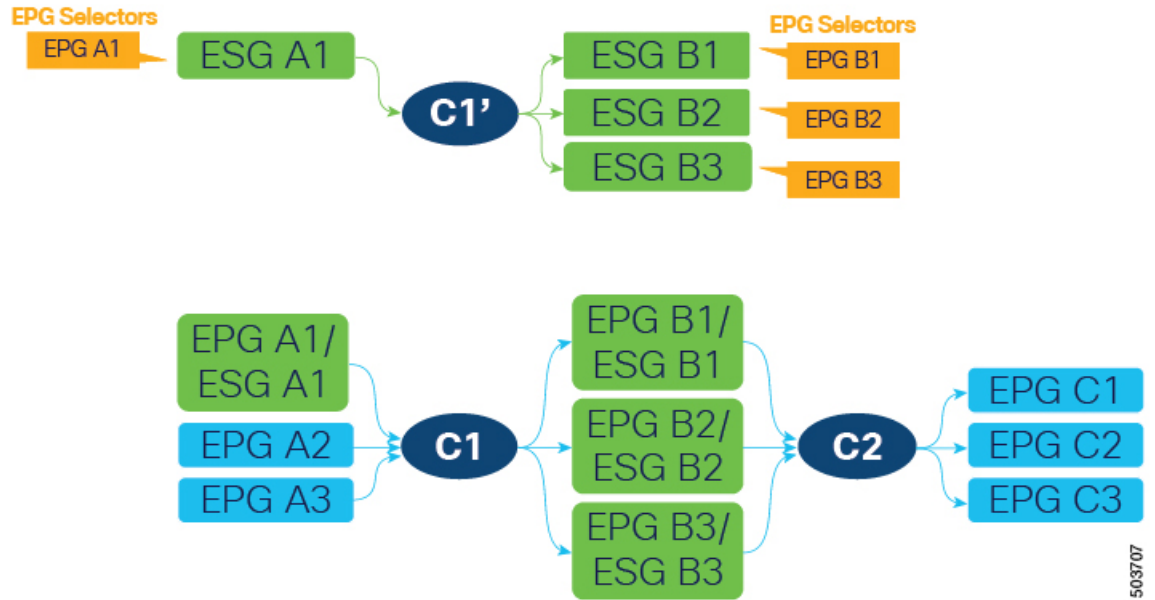 EPG Selectors
EPG A1
ESG A1
C1’
ESG B1
ESG B2
ESG B3
EPG Selectors
EPG B1
EPG B2
EPG B3
EPG A1/
ESG A1
EPG A2
EPG A3
C1
EPG B1/
ESG B1
EPG B2/
ESG B2
EPG B3/
ESG B3
C2
EPG C1
EPG C2
EPG C3
503707